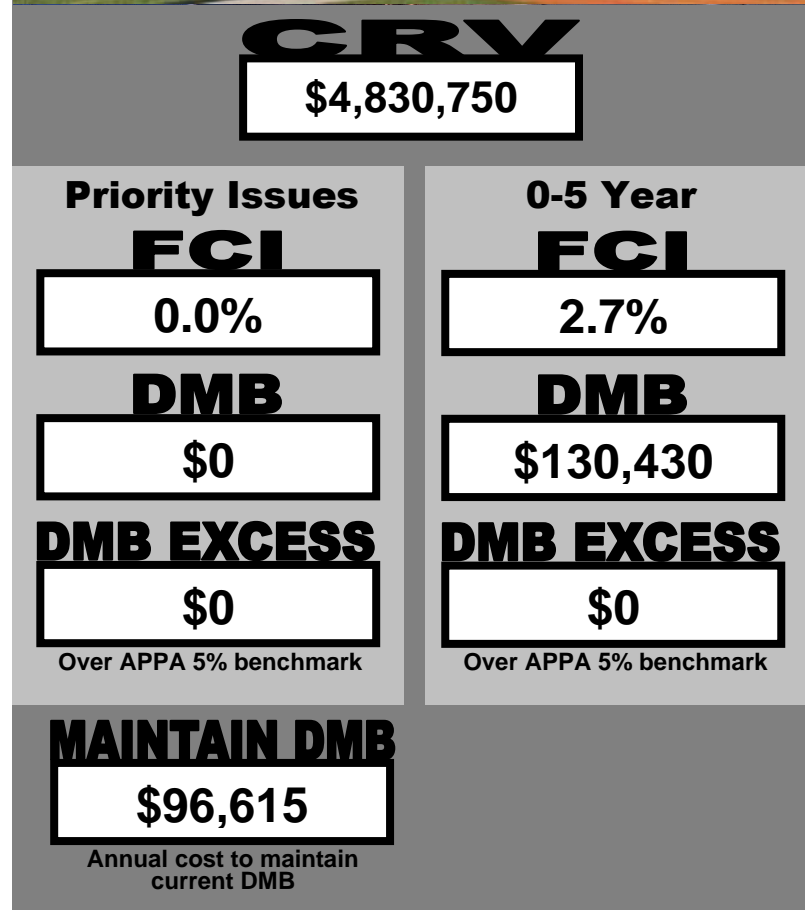 CRV
$4,830,750
Priority Issues
FCI
0.0%
DMB
$0
DMB EXCESS
$0
Over APPA 5% benchmark
0-5 Year
FCI
2.7%
DMB
$130,430
DMB EXCESS
$0
Over APPA 5% benchmark
MAINTAIN DMB
$96,615
Annual cost to maintain
current DMB